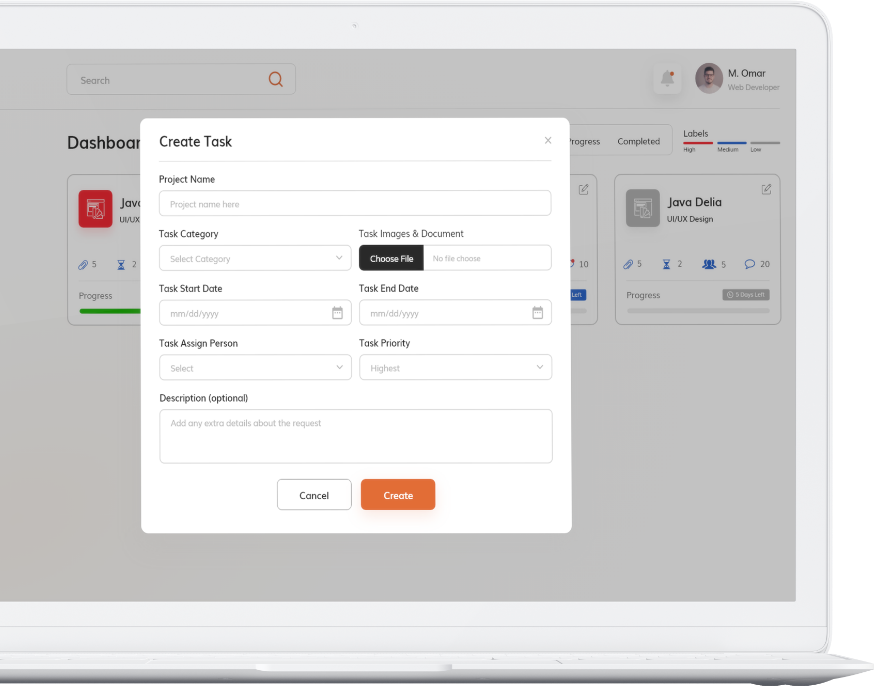 Search
M. Omar
Web Developer
Dashboar
Create Task
rogress
Completed
Labels
High
Medium
Low
Project Name
Project name here
Java
UI/UX
Java Delia
UI/UX Design
Task Category
Task Images & Document
Select Category
Choose File
No file choose
5
2
10
5
2
5
20
Task Start Date
Task End Date
Progress
Left
Progress
5 Days Left
mm/dd/yyyy
mm/dd/yyyy
Task Assign Person
Task Priority
Select
Highest
Description (optional)
Add any extra details about the request
Cancel
Create